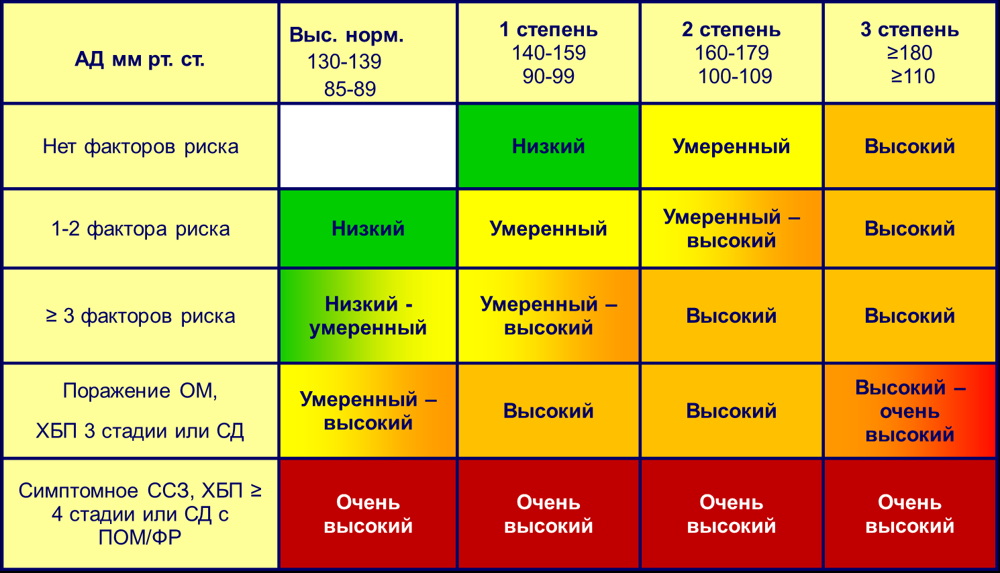 АД мм рт. ст.
Выс. норм.
130-139
85-89
1 степень
140-159
90-99
2 степень
160-179
100-109
3 степень
≥180
≥110
Нет факторов риска
Низкий
Умеренный
Высокий
1-2 фактора риска
Низкий
Умеренный
Умеренный –
высокий
Высокий
≥ 3 факторов риска
Низкий -
умеренный
Умеренный –
высокий
Высокий
Высокий
Поражение ОМ,
ХБП 3 стадии или СД
Умеренный –
высокий
Высокий
Высокий
Высокий –
очень
высокий
Симптомное ССЗ, ХБП ≥
4 стадии или СД с
ПОМ/ФР
Очень
высокий
Очень
высокий
Очень
высокий
Очень
высокий